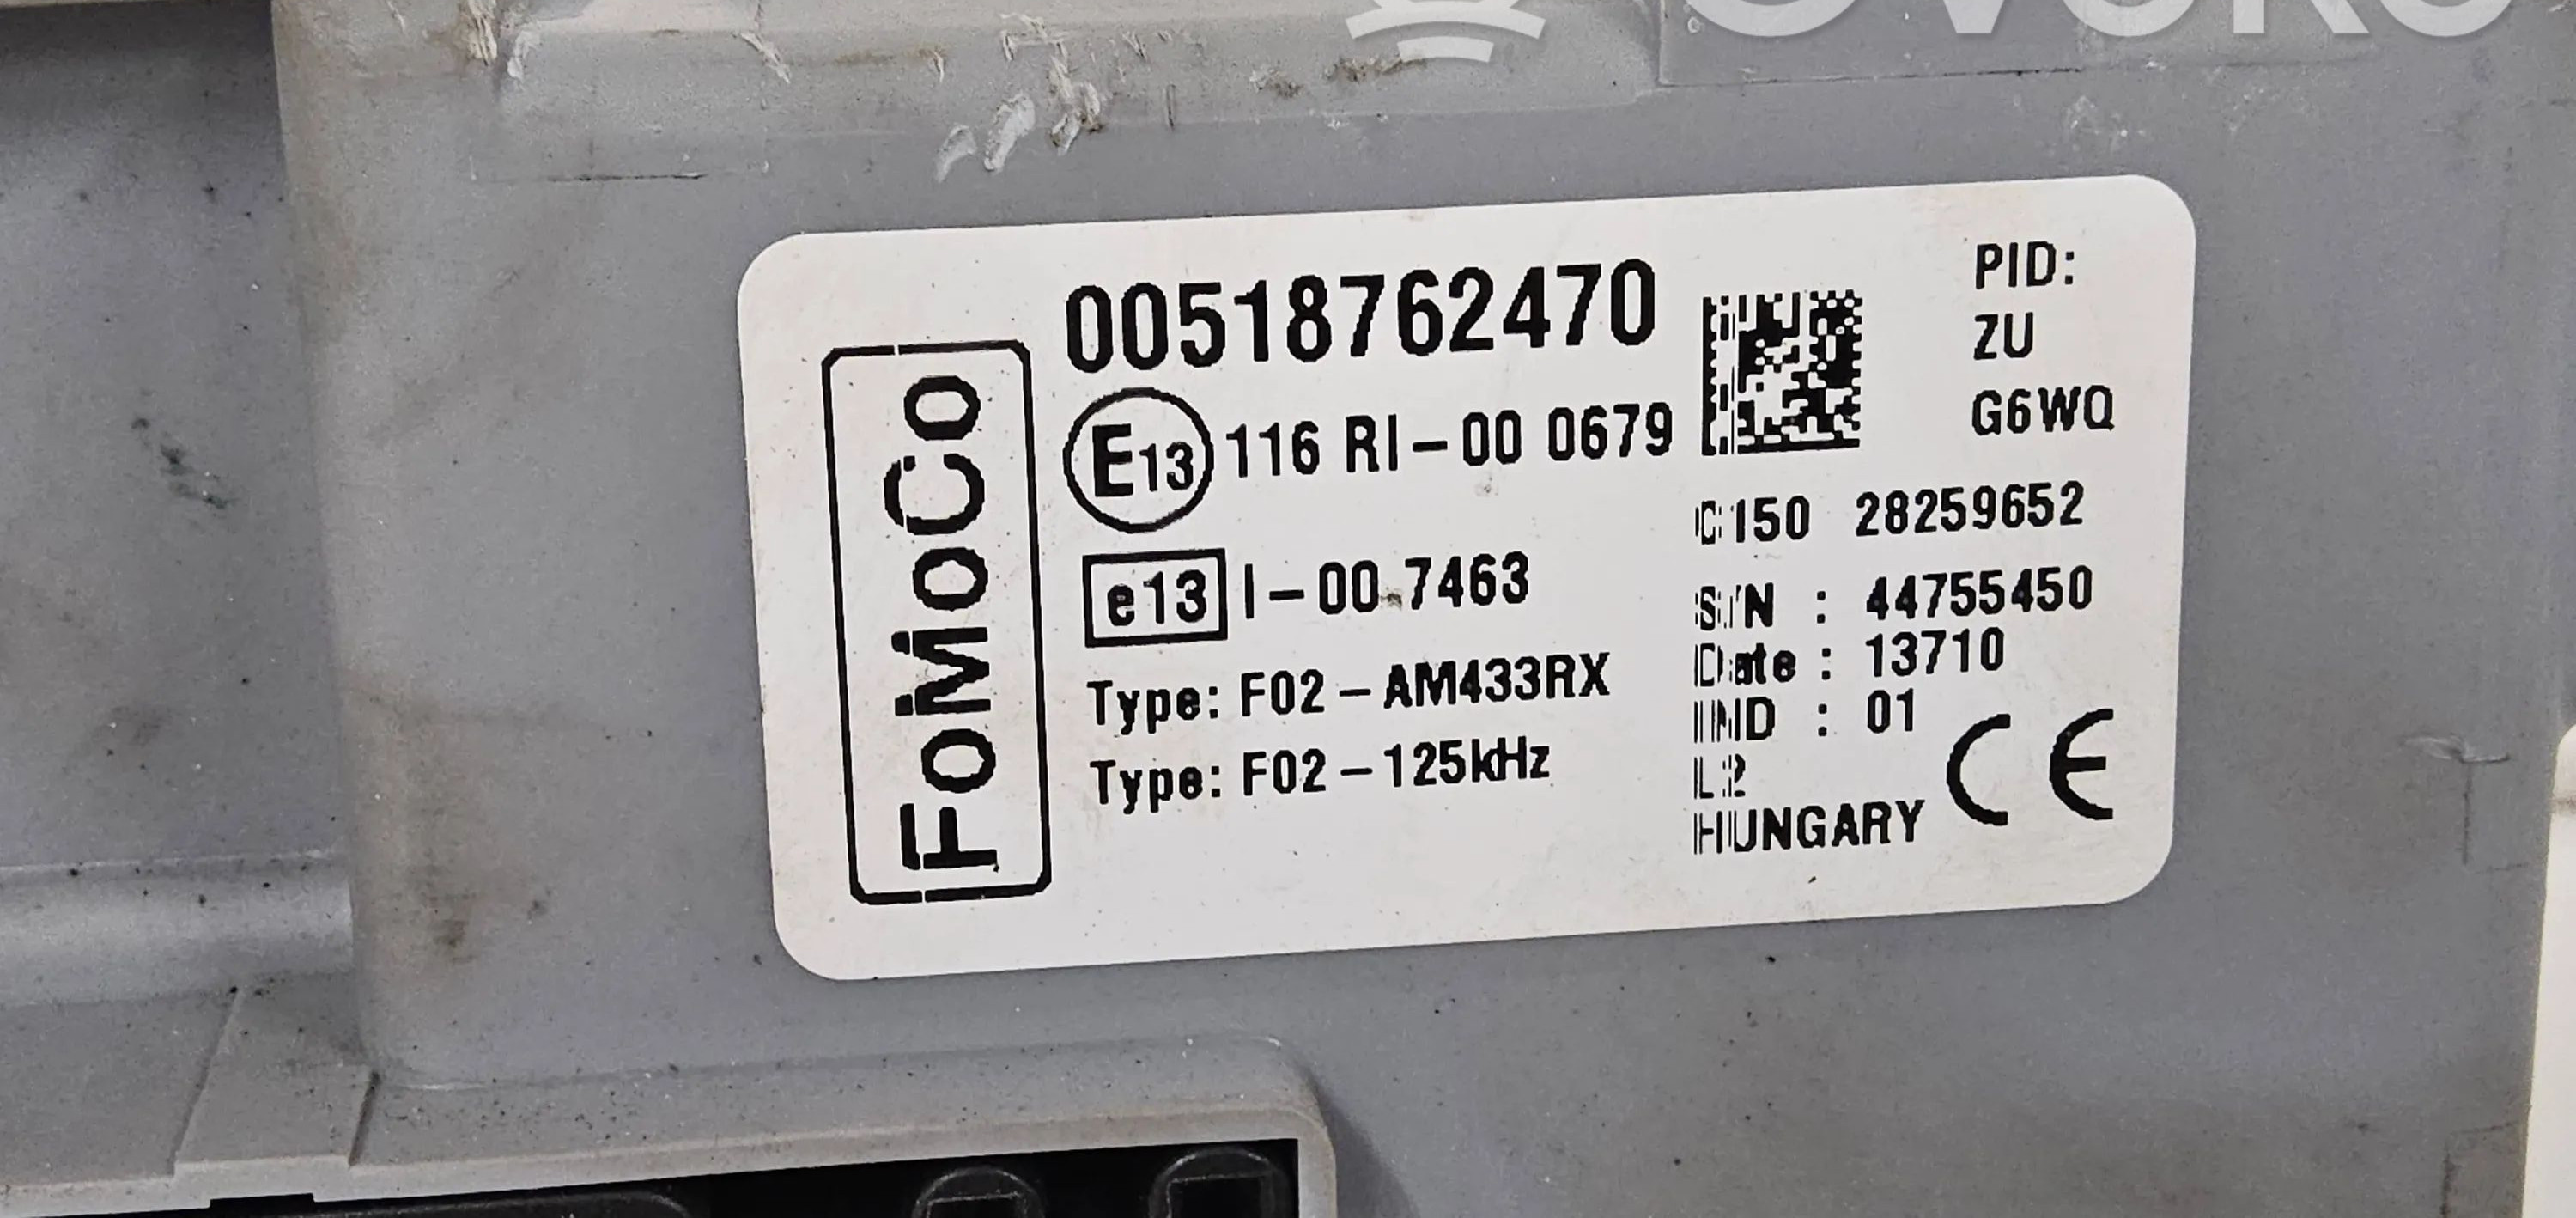 OVOKO
FoMoCo
00518762470
E13 116 RI-00 0679
e13 I-00 7463
Type: F02-AM433RX
Type: F02-125kHz
PID:
ZU
G6WQ
C150 28259652
S/N : 44755450
Date : 13710
IND : 01
L2
HUNGARY
CE